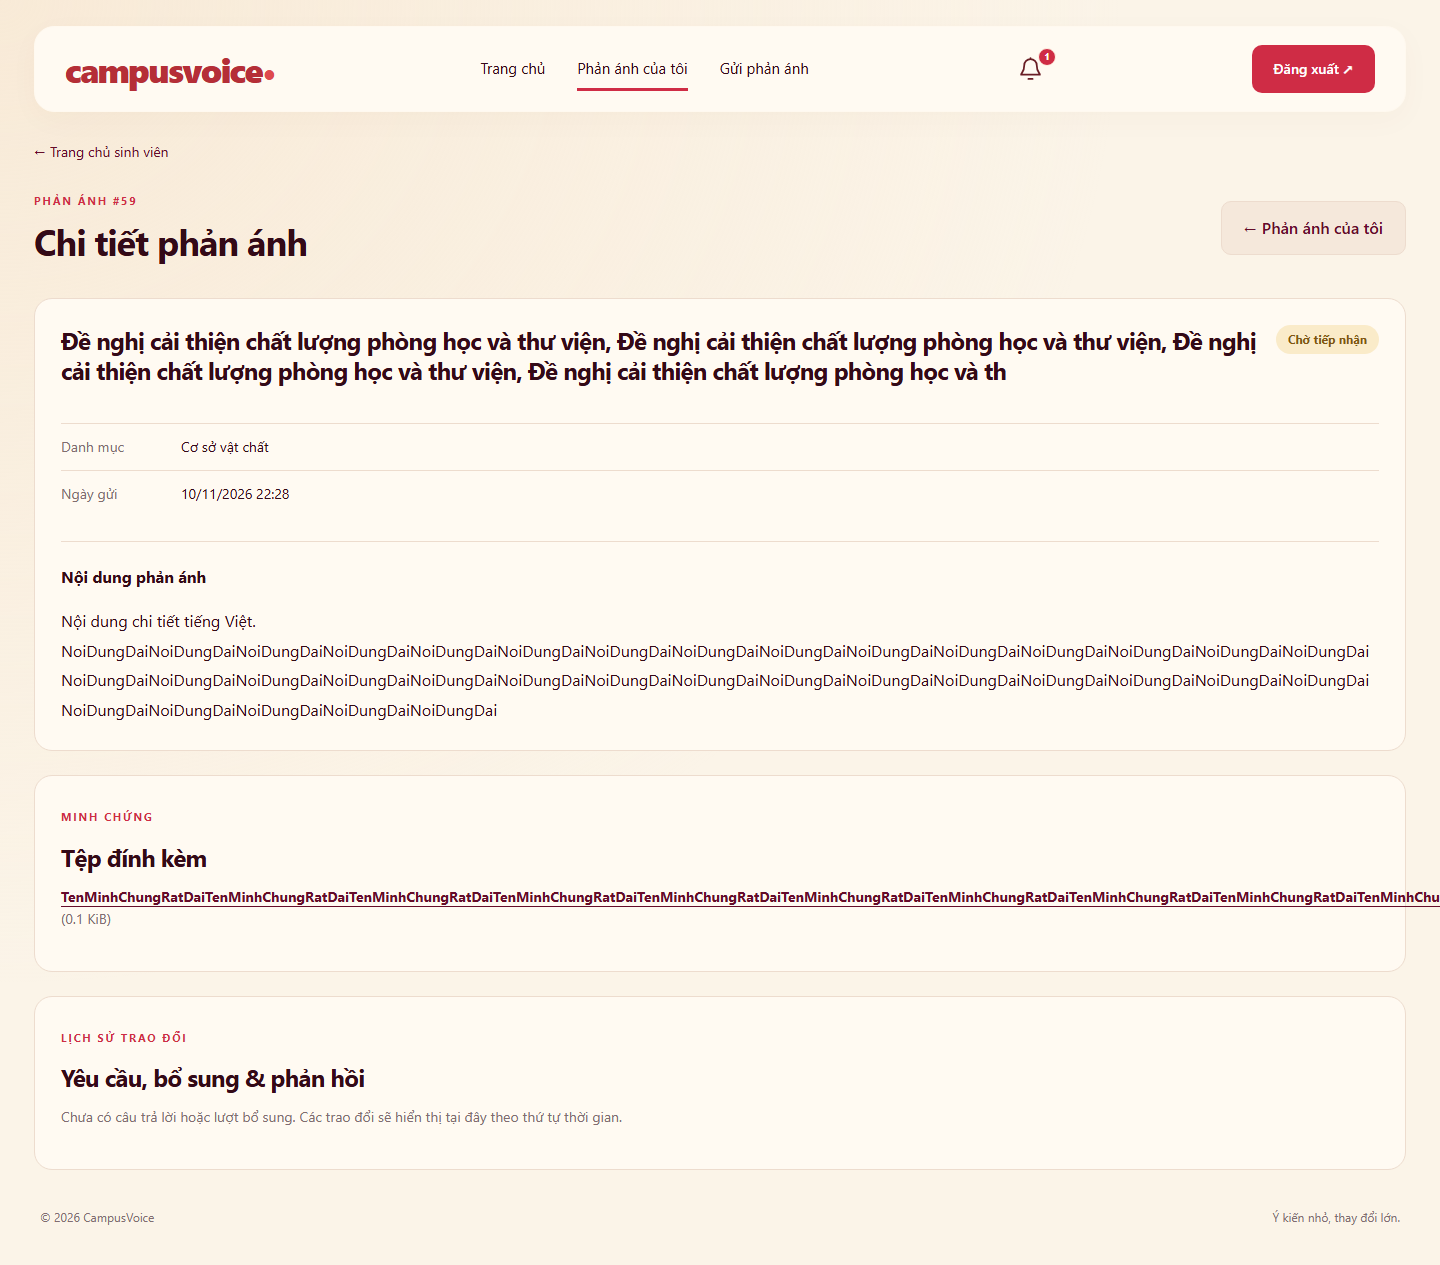 campusvoice
Trang chủ
Phản ánh của tôi
Gửi phản ánh
1
Đăng xuất ↗
← Trang chủ sinh viên
PHẢN ÁNH #59
Chi tiết phản ánh
← Phản ánh của tôi
Đề nghị cải thiện chất lượng phòng học và thư viện, Đề nghị cải thiện chất lượng phòng học và thư viện, Đề nghị
cải thiện chất lượng phòng học và thư viện, Đề nghị cải thiện chất lượng phòng học và th
Chờ tiếp nhận
Danh mục
Cơ sở vật chất
Ngày gửi
10/11/2026 22:28
Nội dung phản ánh
Nội dung chi tiết tiếng Việt.
NoiDungDaiNoiDungDaiNoiDungDaiNoiDungDaiNoiDungDaiNoiDungDaiNoiDungDaiNoiDungDaiNoiDungDaiNoiDungDaiNoiDungDaiNoiDungDaiNoiDungDaiNoiDungDaiNoiDungDai
NoiDungDaiNoiDungDaiNoiDungDaiNoiDungDaiNoiDungDaiNoiDungDaiNoiDungDaiNoiDungDaiNoiDungDaiNoiDungDaiNoiDungDaiNoiDungDaiNoiDungDaiNoiDungDaiNoiDungDai
NoiDungDaiNoiDungDaiNoiDungDaiNoiDungDaiNoiDungDai
MINH CHỨNG
Tệp đính kèm
TenMinhChungRatDaiTenMinhChungRatDaiTenMinhChungRatDaiTenMinhChungRatDaiTenMinhChungRatDaiTenMinhChungRatDaiTenMinhChungRatDaiTenMinhChungRatDaiTenMinhChungRatDaiTenMinhChu
(0.1 KiB)
LỊCH SỬ TRAO ĐỔI
Yêu cầu, bổ sung & phản hồi
Chưa có câu trả lời hoặc lượt bổ sung. Các trao đổi sẽ hiển thị tại đây theo thứ tự thời gian.
© 2026 CampusVoice
Ý kiến nhỏ, thay đổi lớn.